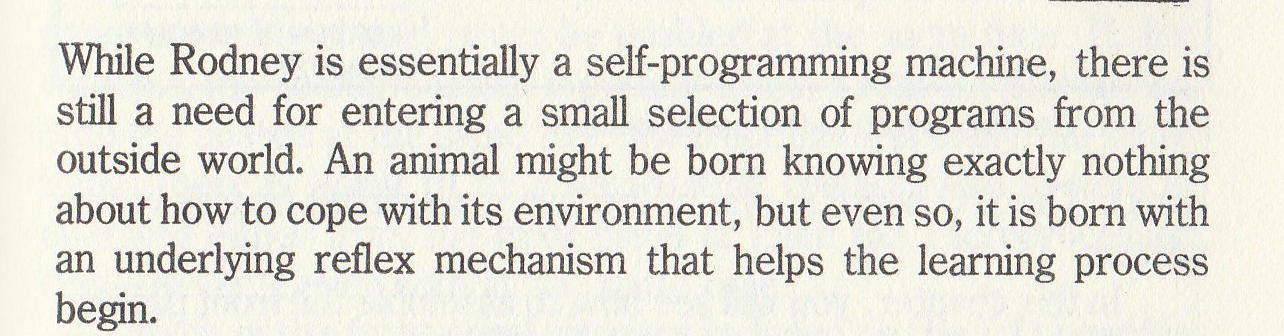 While Rodney is essentially a self-programming machine, there is
still a need for entering a small selection of programs from the
outside world. An animal might be born knowing exactly nothing
about how to cope with its environment, but even so, it is born with
an underlying reflex mechanism that helps the learning process
begin.